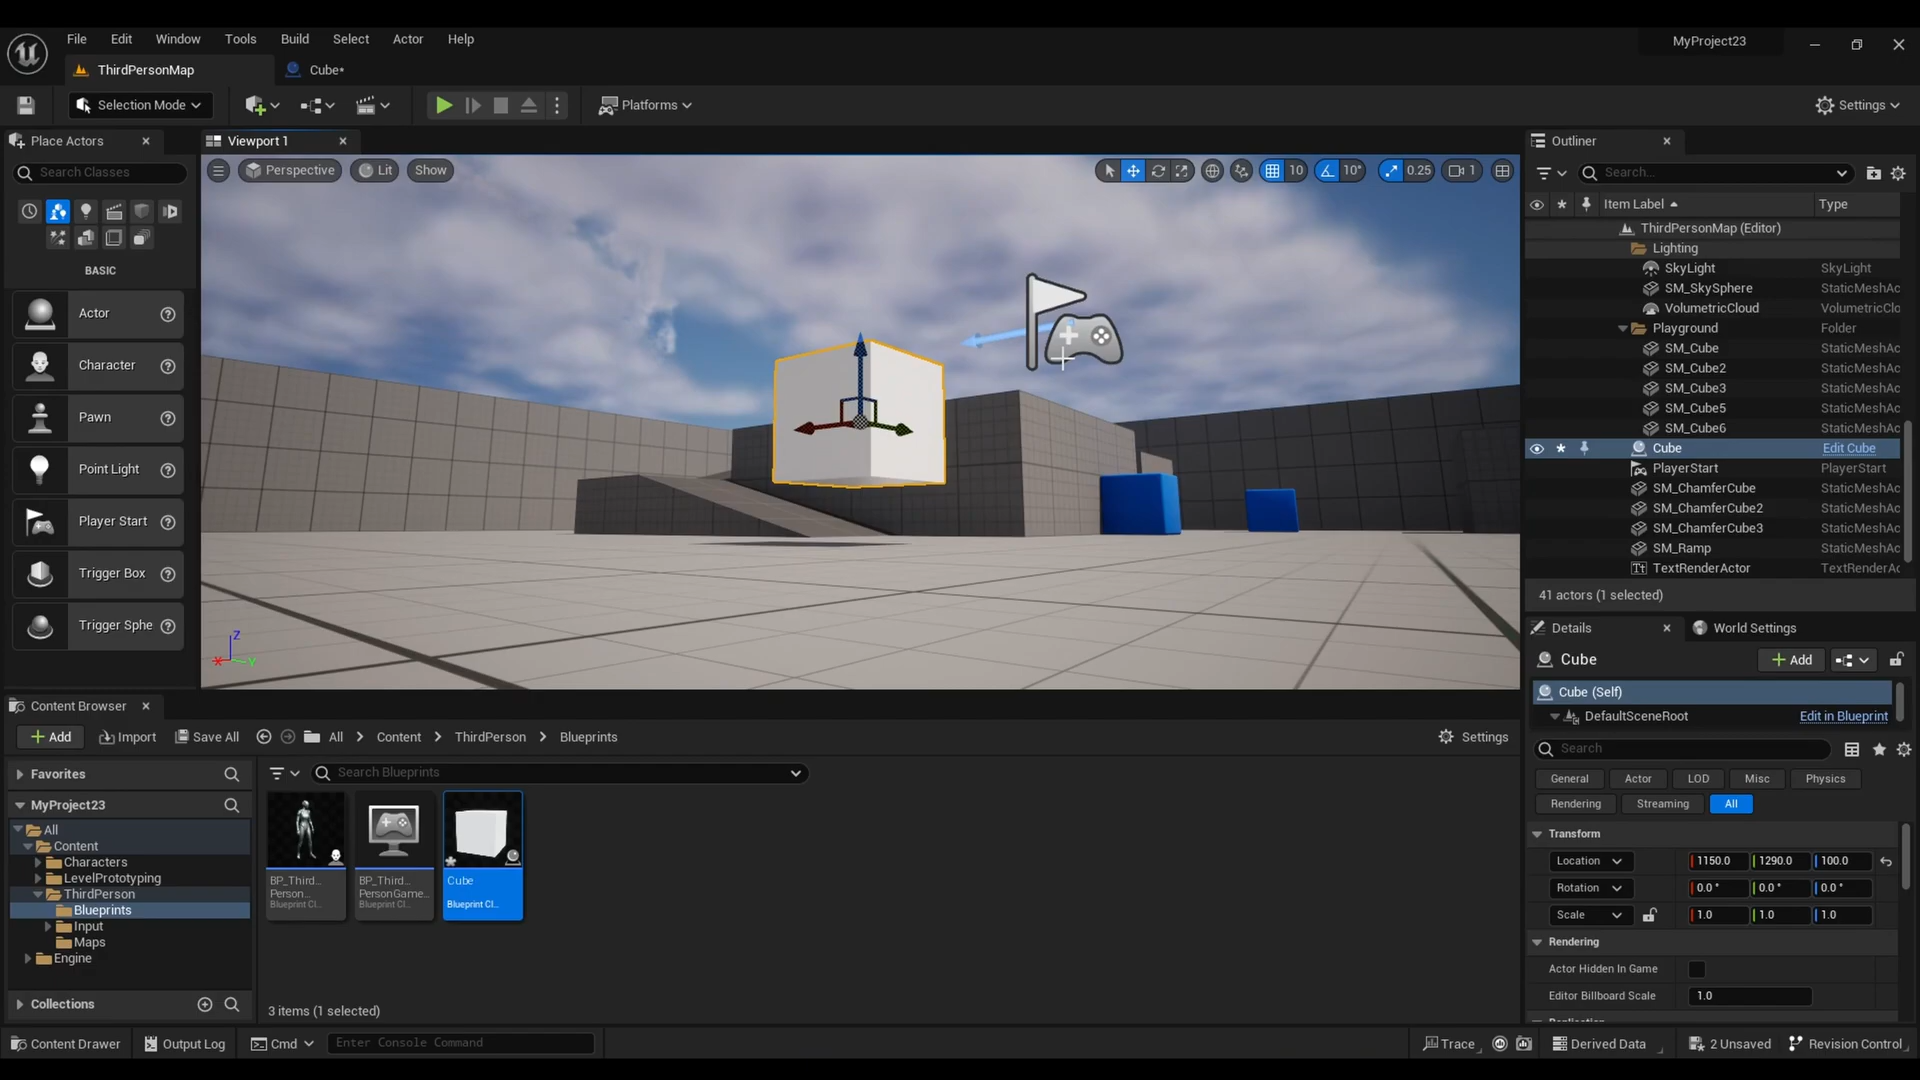 File Edit Window Tools Build Select Actor Help
MyProject23
ThirdPersonMap
Cube*
Selection Mode
Platforms
Settings
Place Actors
Search Classes
BASIC
Actor
Character
Pawn
Point Light
Player Start
Trigger Box
Trigger Sphe
Viewport 1
Perspective
Lit
Show
10
10°
0.25
1
Z
X
Y
Outliner
Search...
Item Label
Type
ThirdPersonMap (Editor)
Lighting
SkyLight SkyLight
SM_SkySphere StaticMeshAc
VolumetricCloud VolumetricClo
Playground Folder
SM_Cube StaticMeshAc
SM_Cube2 StaticMeshAc
SM_Cube3 StaticMeshAc
SM_Cube5 StaticMeshAc
SM_Cube6 StaticMeshAc
Cube Edit Cube
PlayerStart PlayerStart
SM_ChamferCube StaticMeshAc
SM_ChamferCube2 StaticMeshAc
SM_ChamferCube3 StaticMeshAc
SM_Ramp StaticMeshAc
TextRenderActor TextRenderAc
41 actors (1 selected)
Details
World Settings
Cube
Add
Cube (Self)
DefaultSceneRoot Edit in Blueprint
Search
General Actor LOD Misc Physics
Rendering Streaming All
Transform
Location 1150.0 1290.0 100.0
Rotation 0.0° 0.0° 0.0°
Scale 1.0 1.0 1.0
Rendering
Actor Hidden In Game
Editor Billboard Scale 1.0
Content Browser
Add Import Save All All Content ThirdPerson Blueprints Settings
Favorites
MyProject23
All
Content
Characters
LevelPrototyping
ThirdPerson
Blueprints
Input
Maps
Engine
Collections
Search Blueprints
BP_Third...
Person...
Blueprint Cl...
BP_Third...
PersonGame...
Blueprint Cl...
Cube
Blueprint Cl...
3 items (1 selected)
Content Drawer Output Log Cmd Enter Console Command Trace Derived Data 2 Unsaved Revision Control